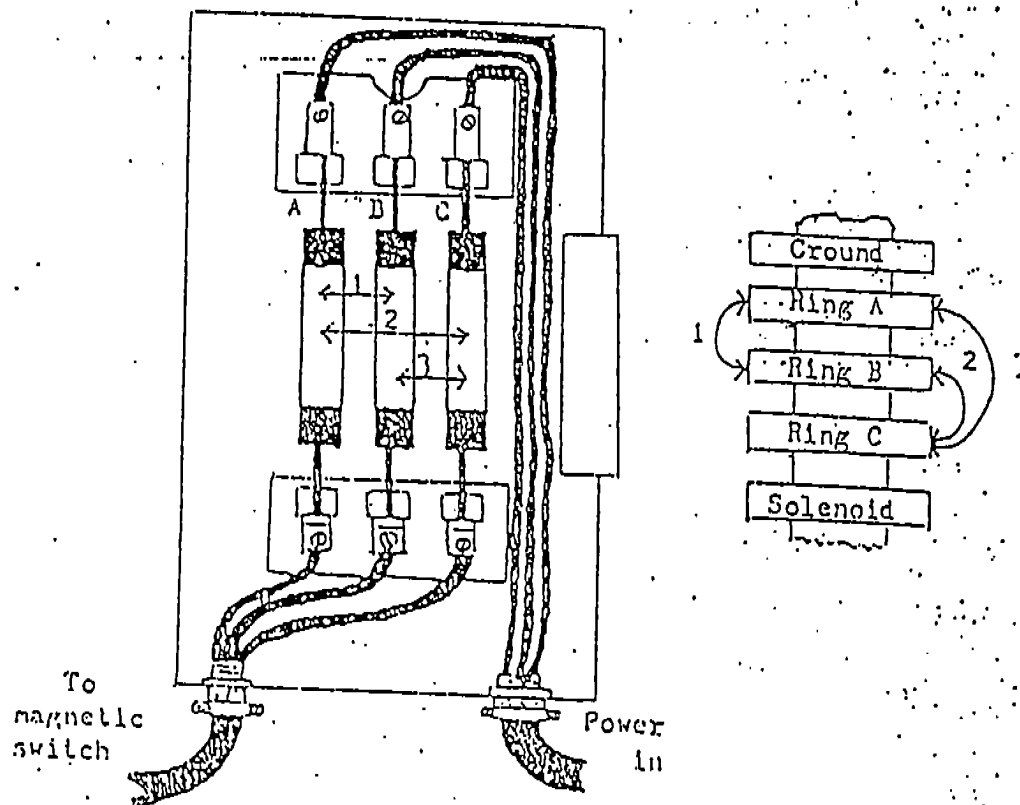 A
B
C
1
2
3
To
magnetic
switch
Power
in
Ground
Ring A
Ring B
Ring C
Solenoid
1
2